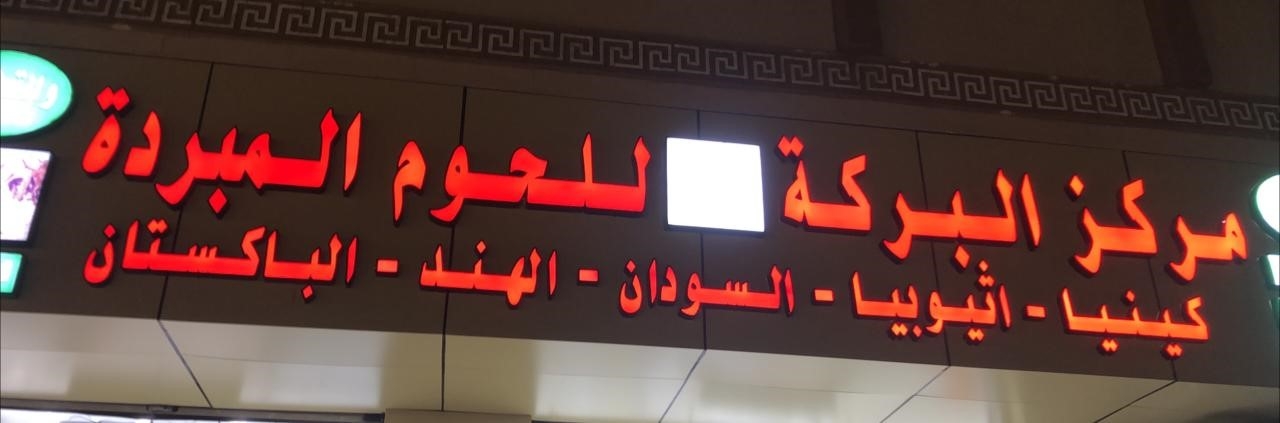 مركز البركة للحوم المبردة
كينيا - اثيوبيا - السودان - الهند - الباكستان